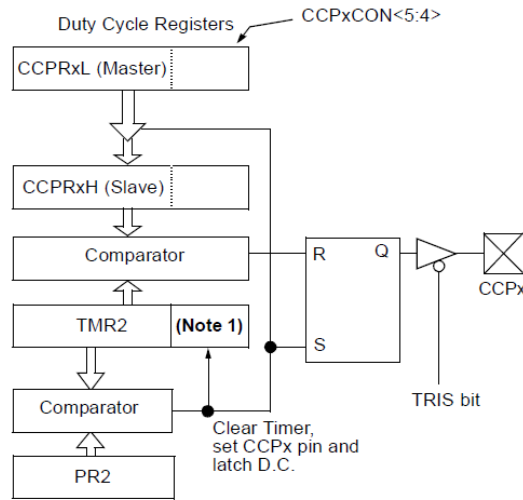 Duty Cycle Registers
CCPxCON<5:4>
CCPRxL (Master)
CCPRxH (Slave)
Comparator
R
Q
CCPx
TMR2
(Note 1)
S
Comparator
Clear Timer,
set CCPx pin and
latch D.C.
TRIS bit
PR2